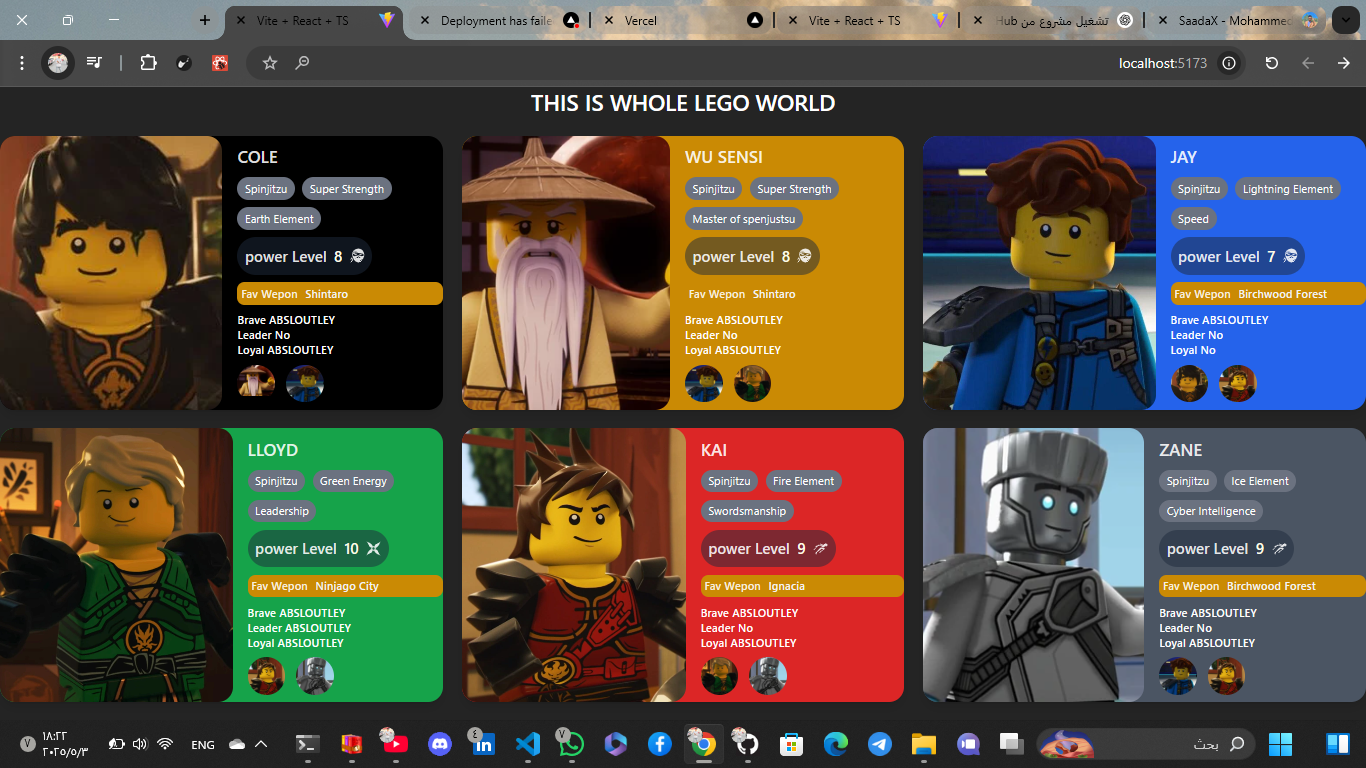 Vite + React + TS
Deployment has faile
Vercel
Vite + React + TS
تشغيل مشروع من Hub
SaadaX - Mohammed
localhost:5173
THIS IS WHOLE LEGO WORLD
COLE
Spinjitzu Super Strength
Earth Element
power Level 8
Fav Wepon Shintaro
Brave ABSLOUTLEY
Leader No
Loyal ABSLOUTLEY
WU SENSI
Spinjitzu Super Strength
Master of spenjustsu
power Level 8
Fav Wepon Shintaro
Brave ABSLOUTLEY
Leader No
Loyal ABSLOUTLEY
JAY
Spinjitzu Lightning Element
Speed
power Level 7
Fav Wepon Birchwood Forest
Brave ABSLOUTLEY
Leader No
Loyal No
LLOYD
Spinjitzu Green Energy
Leadership
power Level 10
Fav Wepon Ninjago City
Brave ABSLOUTLEY
Leader ABSLOUTLEY
Loyal ABSLOUTLEY
KAI
Spinjitzu Fire Element
Swordsmanship
power Level 9
Fav Wepon Ignacia
Brave ABSLOUTLEY
Leader No
Loyal ABSLOUTLEY
ZANE
Spinjitzu Ice Element
Cyber Intelligence
power Level 9
Fav Wepon Birchwood Forest
Brave ABSLOUTLEY
Leader No
Loyal ABSLOUTLEY
٧
١٨:٢٢
٢٠٢٥/٥/٣
ENG
٤
٧
بحث